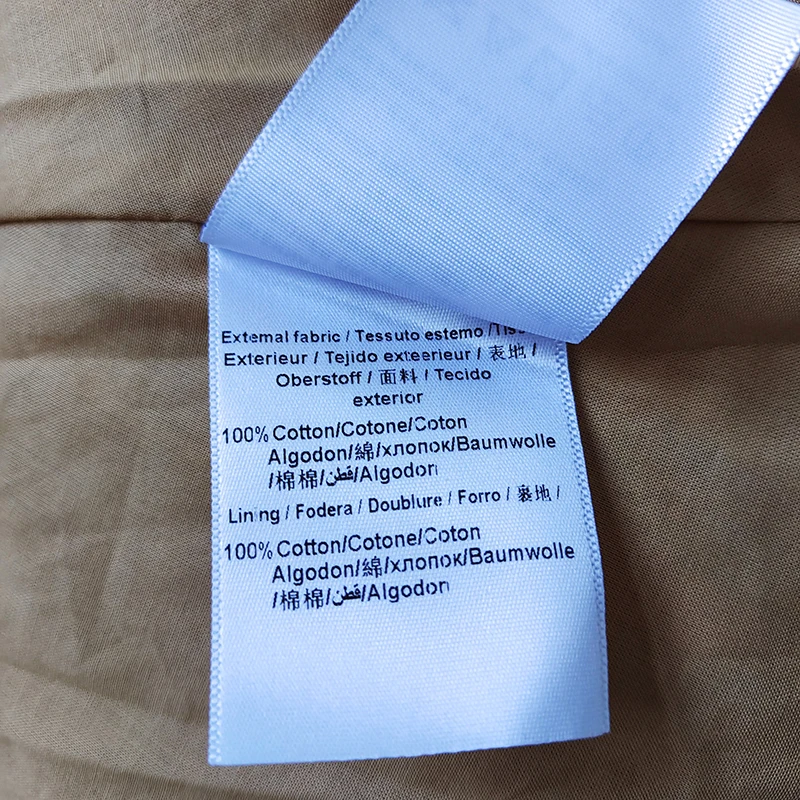 External fabric / Tessuto esterno /
Exterieur / Tejido exteerieur / 表地 /
Oberstoff / 面料 / Tecido
exterior
100% Cotton/Cotone/Coton
Algodon/綿/хлопок/Baumwolle
/棉棉/قطن/Algodon
Lining / Fodera / Doublure / Forro / 裏地 /
100% Cotton/Cotone/Coton
Algodon/綿/хлопок/Baumwolle
/棉棉/قطن/Algodon